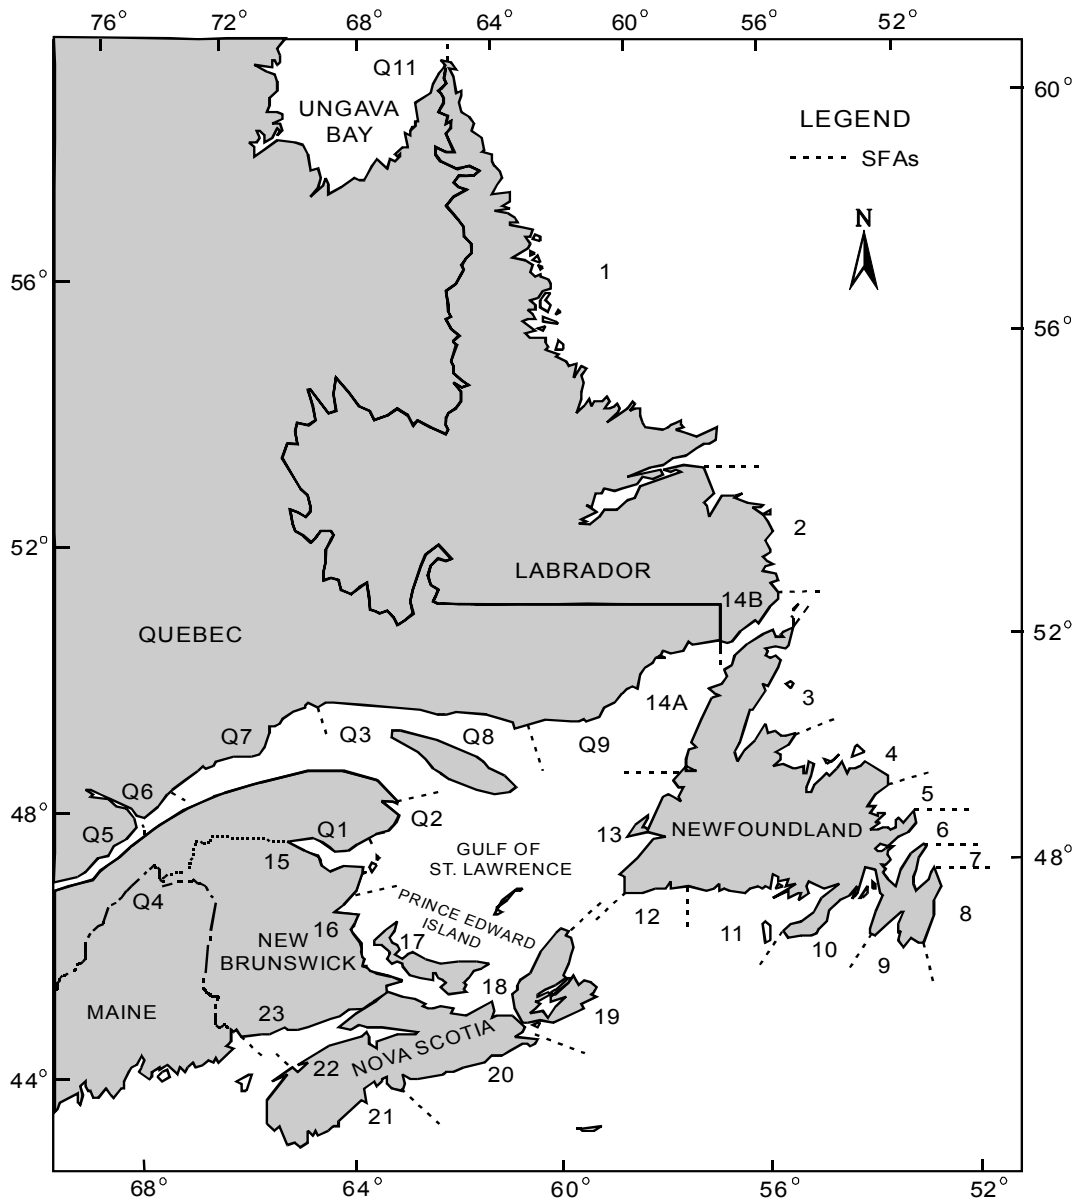 76° 72° 68° 64° 60° 56° 52°
Q11
60°
UNGAVA
BAY
LEGEND
SFAs
N
1
56°
56°
2
52°
LABRADOR
14B
QUEBEC
52°
14A
3
Q7
Q3
Q8
Q9
4
Q6
5
48°
Q5
Q1
Q2
13
NEWFOUNDLAND
6
GULF OF
ST. LAWRENCE
15
7
48°
Q4
PRINCE EDWARD
ISLAND
12
11
10
9
8
16
17
NEW
BRUNSWICK
18
MAINE
23
19
NOVA SCOTIA
22
20
44°
21
68° 64° 60° 56° 52°